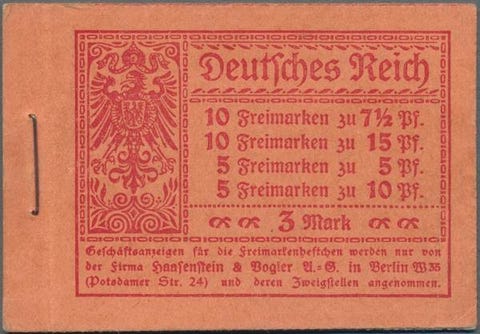 Deutsches Reich
10 Freimarken zu 7½ Pf.
10 Freimarken zu 15 Pf.
5 Freimarken zu 5 Pf.
5 Freimarken zu 10 Pf.
3 Mark
Geschäftsanzeigen für die Freimarkenheftchen werden nur von
der Firma Haasenstein & Vogler A.=G. in Berlin W 35
(Potsdamer Str. 24) und deren Zweigstellen angenommen.